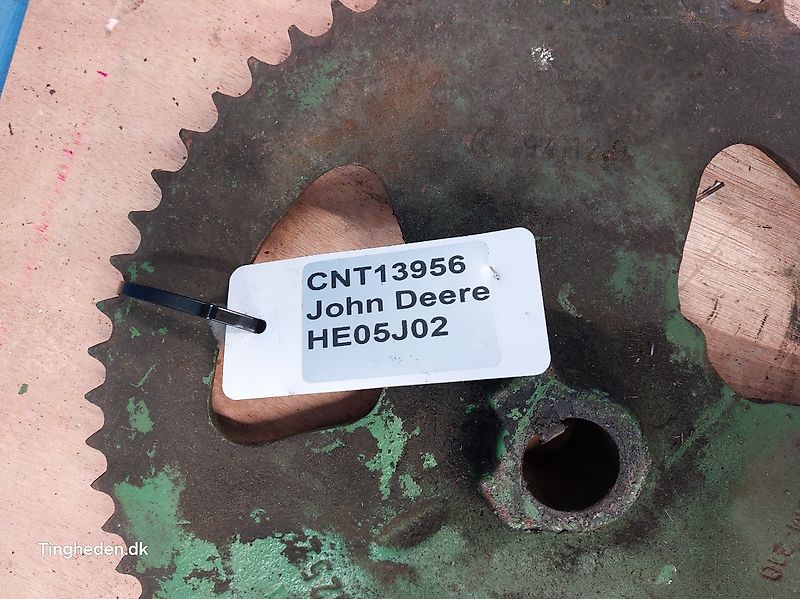 CNT13956
John Deere
HE05J02
Tingheden.dk